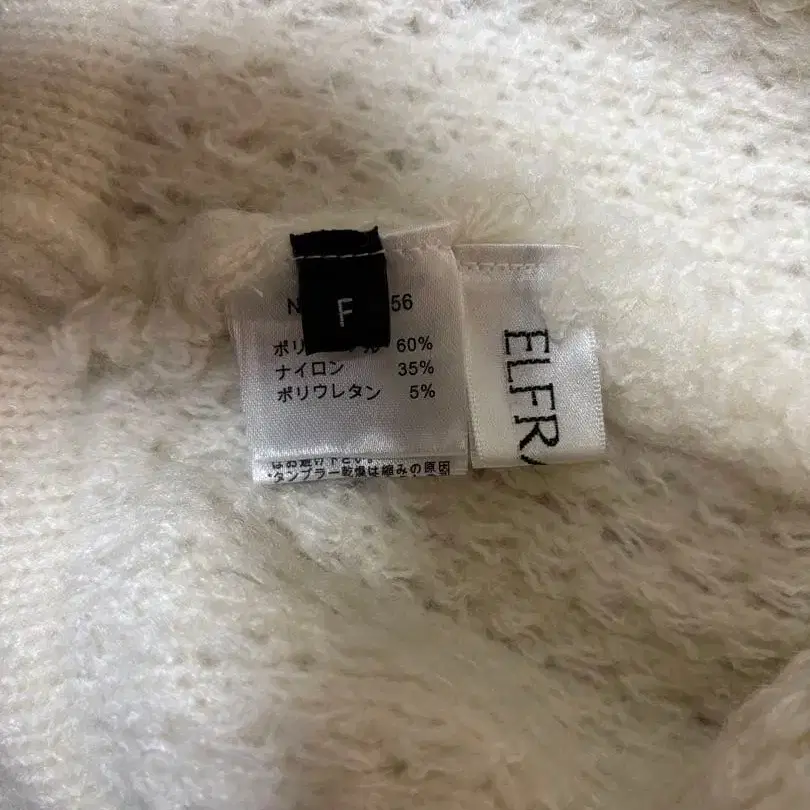 F
56
ポリ ル 60%
ナイロン 35%
ポリウレタン 5%
タンブラー乾燥は縮みの原因
ELFR